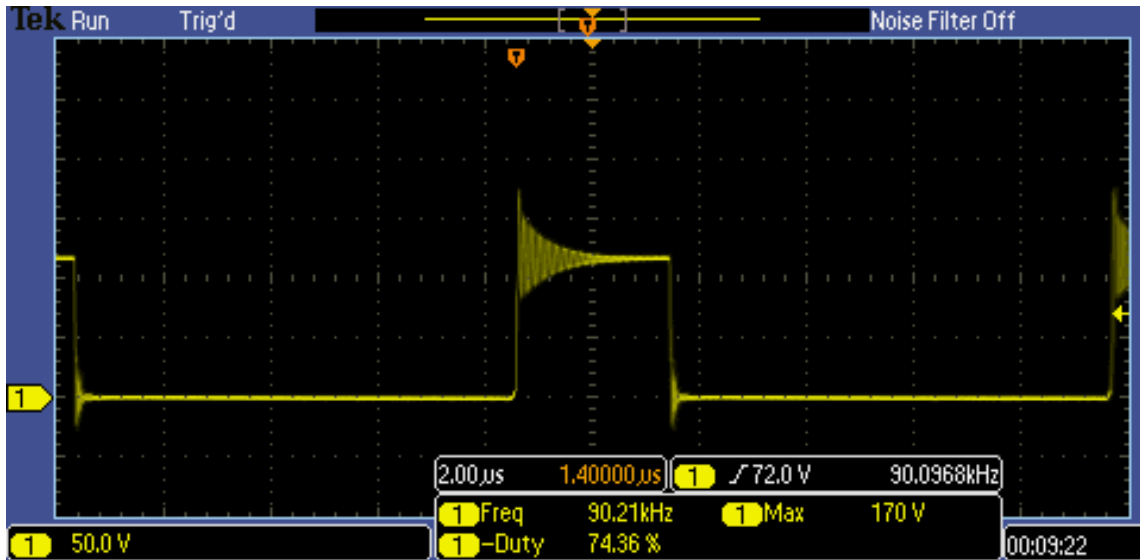 Tek Run Trig'd Noise Filter Off
T
T
1
2.00µs 1.40000µs 1 72.0 V 90.0968kHz
1 Freq 90.21kHz 1 Max 170 V
1 50.0 V 1 -Duty 74.36 % 00:09:22